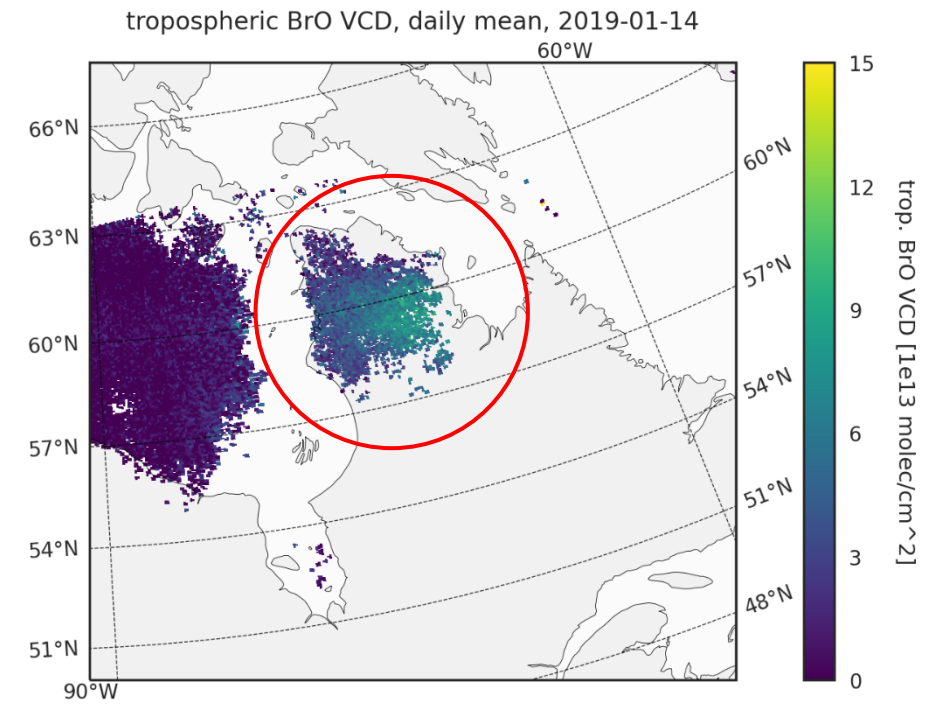 tropospheric BrO VCD, daily mean, 2019-01-14
60°W
15
66°N
60°N
12
63°N
57°N
9
60°N
54°N
6
57°N
51°N
3
54°N
48°N
51°N
0
90°W
trop. BrO VCD [1e13 molec/cm^2]